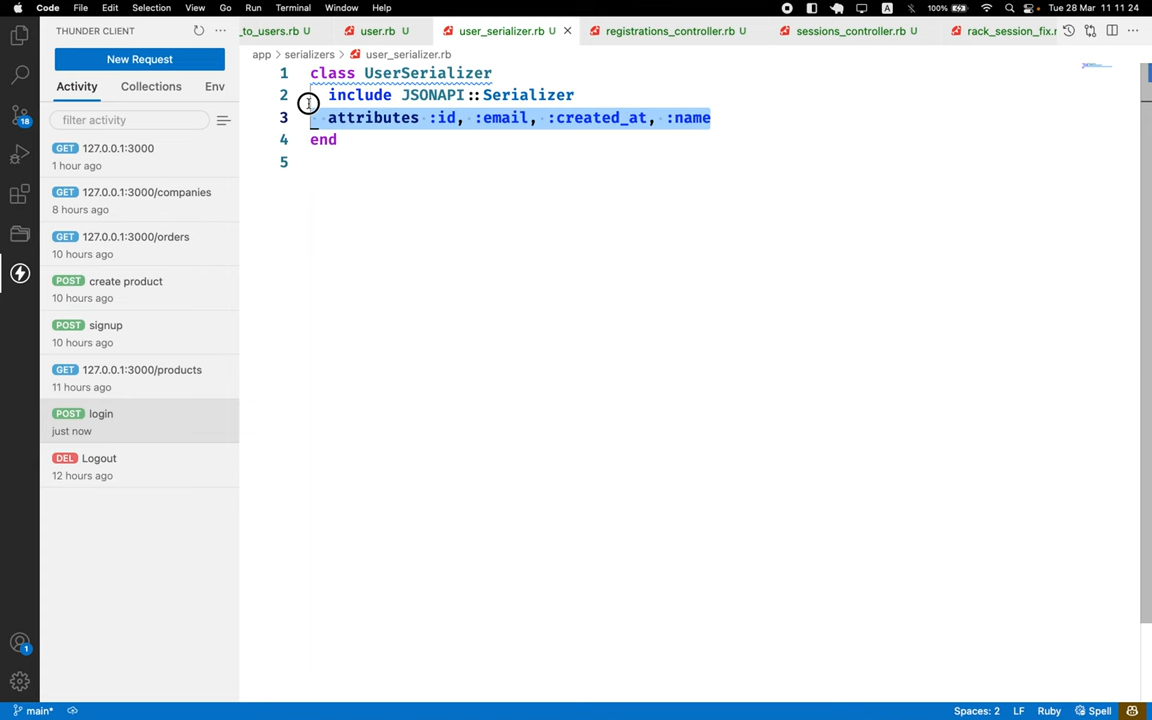 Code File Edit Selection View Go Run Terminal Window Help
A 100% Tue 28 Mar 11 11 24
THUNDER CLIENT
_to_users.rb U
user.rb U
user_serializer.rb U
registrations_controller.rb U
sessions_controller.rb U
rack_session_fix.r
app > serializers > user_serializer.rb
New Request
Activity Collections Env
filter activity
GET 127.0.0.1:3000
1 hour ago
GET 127.0.0.1:3000/companies
8 hours ago
GET 127.0.0.1:3000/orders
10 hours ago
POST create product
10 hours ago
POST signup
10 hours ago
GET 127.0.0.1:3000/products
11 hours ago
POST login
just now
DEL Logout
12 hours ago
18
1
1 class UserSerializer
2 include JSONAPI::Serializer
3 attributes :id, :email, :created_at, :name
4 end
5
main* Spaces: 2 LF Ruby Spell